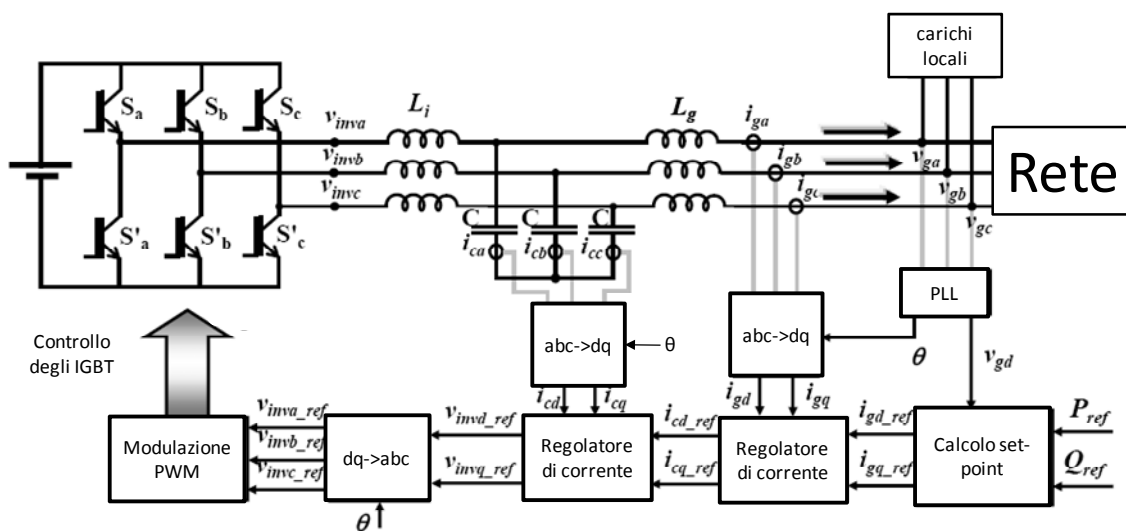 carichi
locali
S_a S_b S_c
v_inva L_i L_g i_ga
v_invb i_gb v_ga
v_invc i_gc v_gb
Rete
S'_a S'_b S'_c C C C v_gc
i_ca i_cb i_cc
PLL
Controllo
degli IGBT
abc->dq θ
abc->dq θ v_gd
i_cd i_cq i_gd i_gq
v_inva_ref v_invd_ref i_cd_ref i_gd_ref P_ref
v_invb_ref
v_invc_ref v_invq_ref i_cq_ref i_gq_ref Q_ref
Modulazione
PWM
dq->abc
θ
Regolatore
di corrente
Regolatore
di corrente
Calcolo set-
point